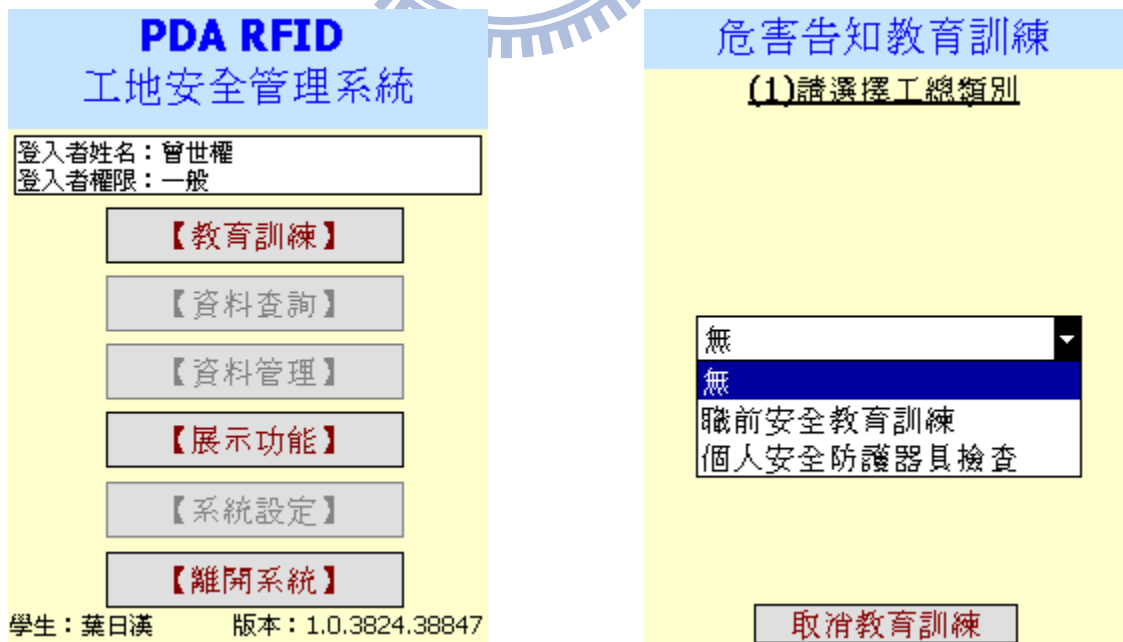 PDA RFID
工地安全管理系統
登入者姓名：曾世權
登入者權限：一般
【教育訓練】
【資料查詢】
【資料管理】
【展示功能】
【系統設定】
【離開系統】
學生：葉日漢 版本：1.0.3824.38847
危害告知教育訓練
(1)請選擇工總類別
無
無
職前安全教育訓練
個人安全防護器具檢查
取消教育訓練